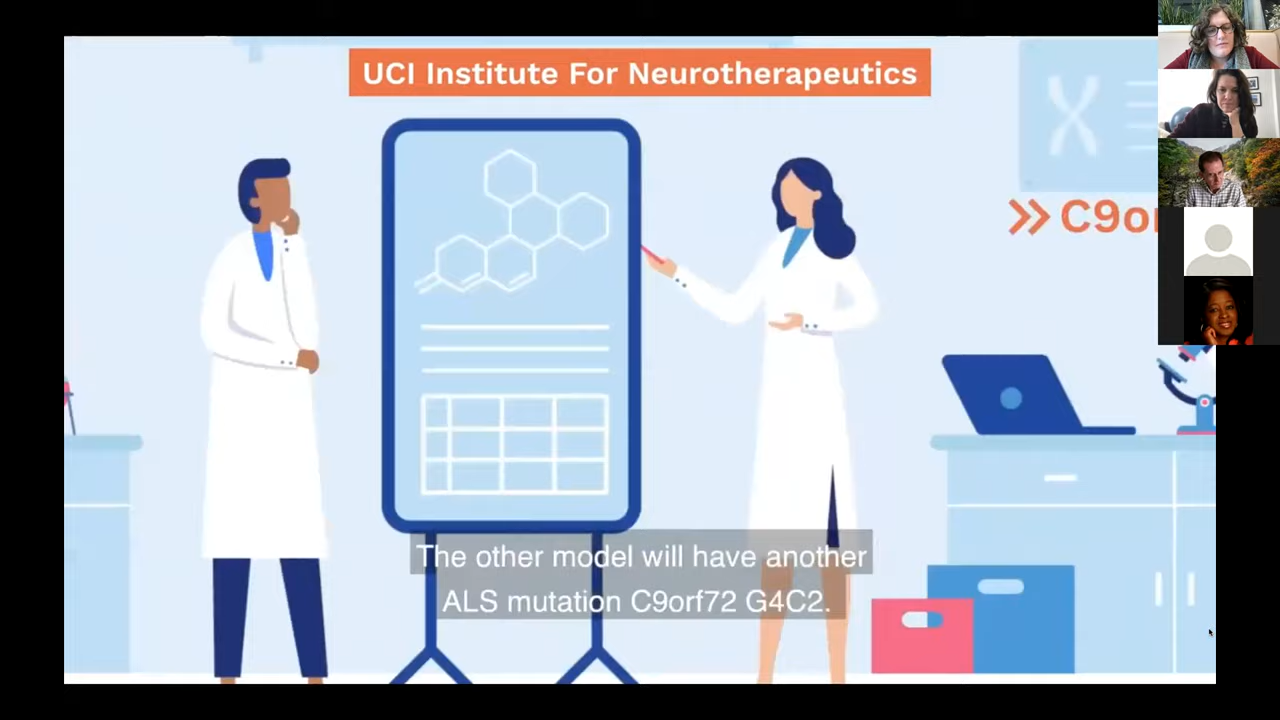 UCI Institute For Neurotherapeutics
>> C9or
The other model will have another
ALS mutation C9orf72 G4C2.